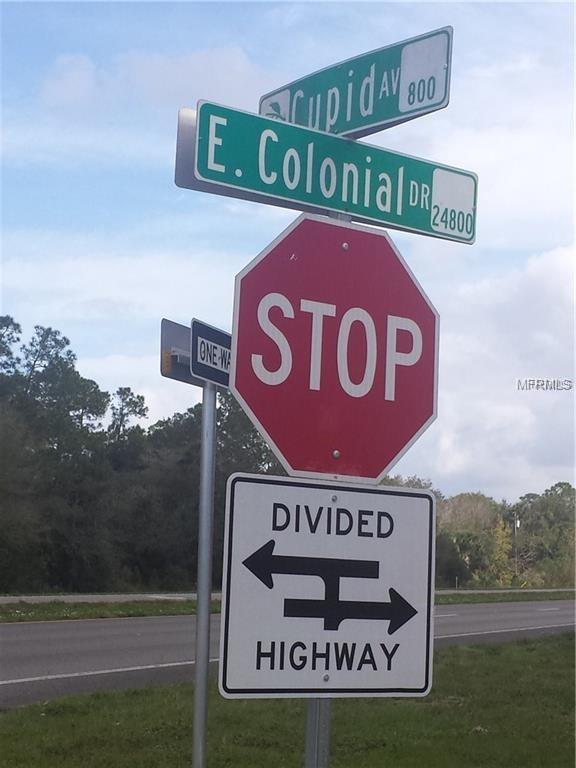 Cupid AV 800
E. Colonial DR 24800
ONE-WA
STOP
DIVIDED
HIGHWAY
MFRMLS